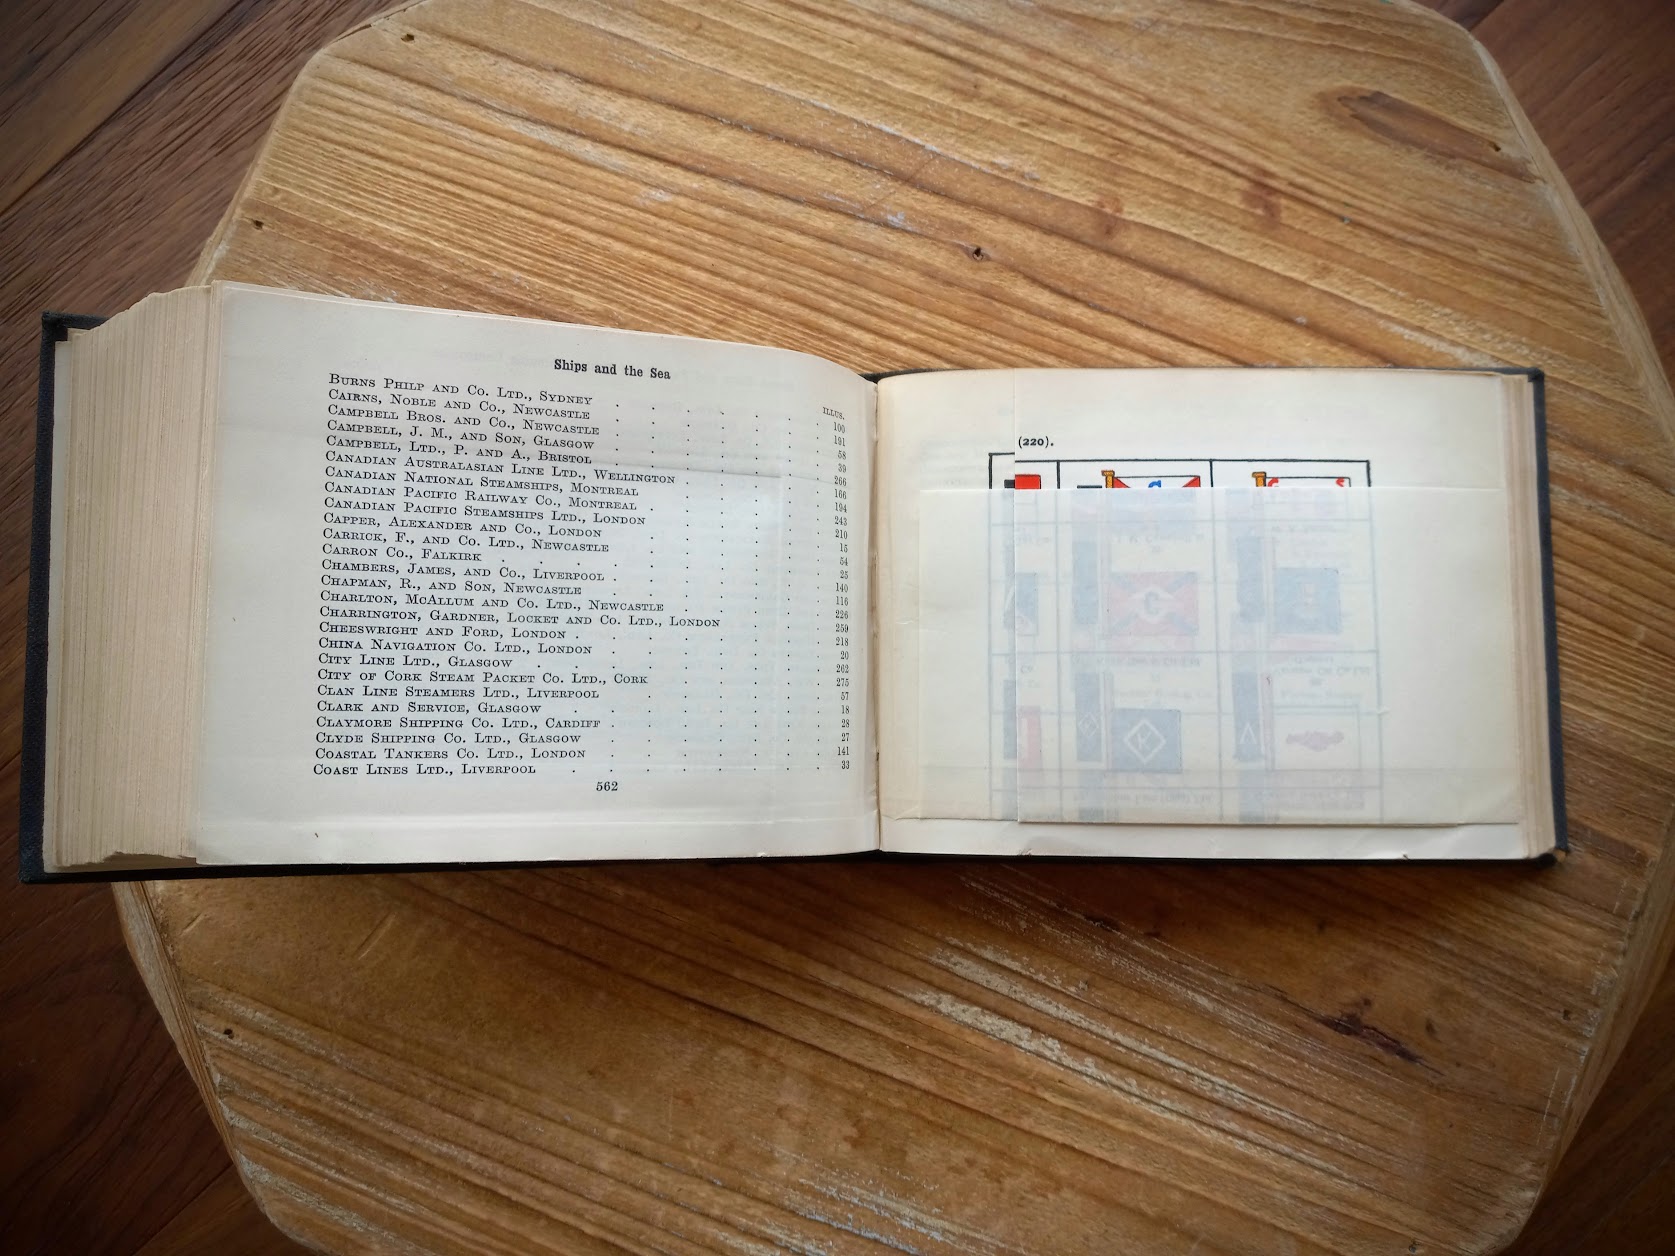 Ships and the Sea
ILLUS.
BURNS PHILP AND CO. LTD., SYDNEY 100
CAIRNS, NOBLE AND CO., NEWCASTLE 191
CAMPBELL BROS. AND CO., NEWCASTLE 58
CAMPBELL, J. M., AND SON, GLASGOW 39
CAMPBELL, LTD., P. AND A., BRISTOL 266
CANADIAN AUSTRALASIAN LINE LTD., WELLINGTON 166
CANADIAN NATIONAL STEAMSHIPS, MONTREAL 194
CANADIAN PACIFIC RAILWAY CO., MONTREAL 243
CANADIAN PACIFIC STEAMSHIPS LTD., LONDON 210
CAPPER, ALEXANDER AND CO., LONDON 15
CARRICK, F., AND CO. LTD., NEWCASTLE 54
CARRON CO., FALKIRK 25
CHAMBERS, JAMES, AND CO., LIVERPOOL 140
CHAPMAN, R., AND SON, NEWCASTLE 116
CHARLTON, MCALLUM AND CO. LTD., NEWCASTLE 226
CHARRINGTON, GARDNER, LOCKET AND CO. LTD., LONDON 259
CHEESWRIGHT AND FORD, LONDON 218
CHINA NAVIGATION CO. LTD., LONDON 20
CITY LINE LTD., GLASGOW 262
CITY OF CORK STEAM PACKET CO. LTD., CORK 275
CLAN LINE STEAMERS LTD., LIVERPOOL 57
CLARK AND SERVICE, GLASGOW 18
CLAYMORE SHIPPING CO. LTD., CARDIFF 28
CLYDE SHIPPING CO. LTD., GLASGOW 27
COASTAL TANKERS CO. LTD., LONDON 141
COAST LINES LTD., LIVERPOOL 33
562
(220).